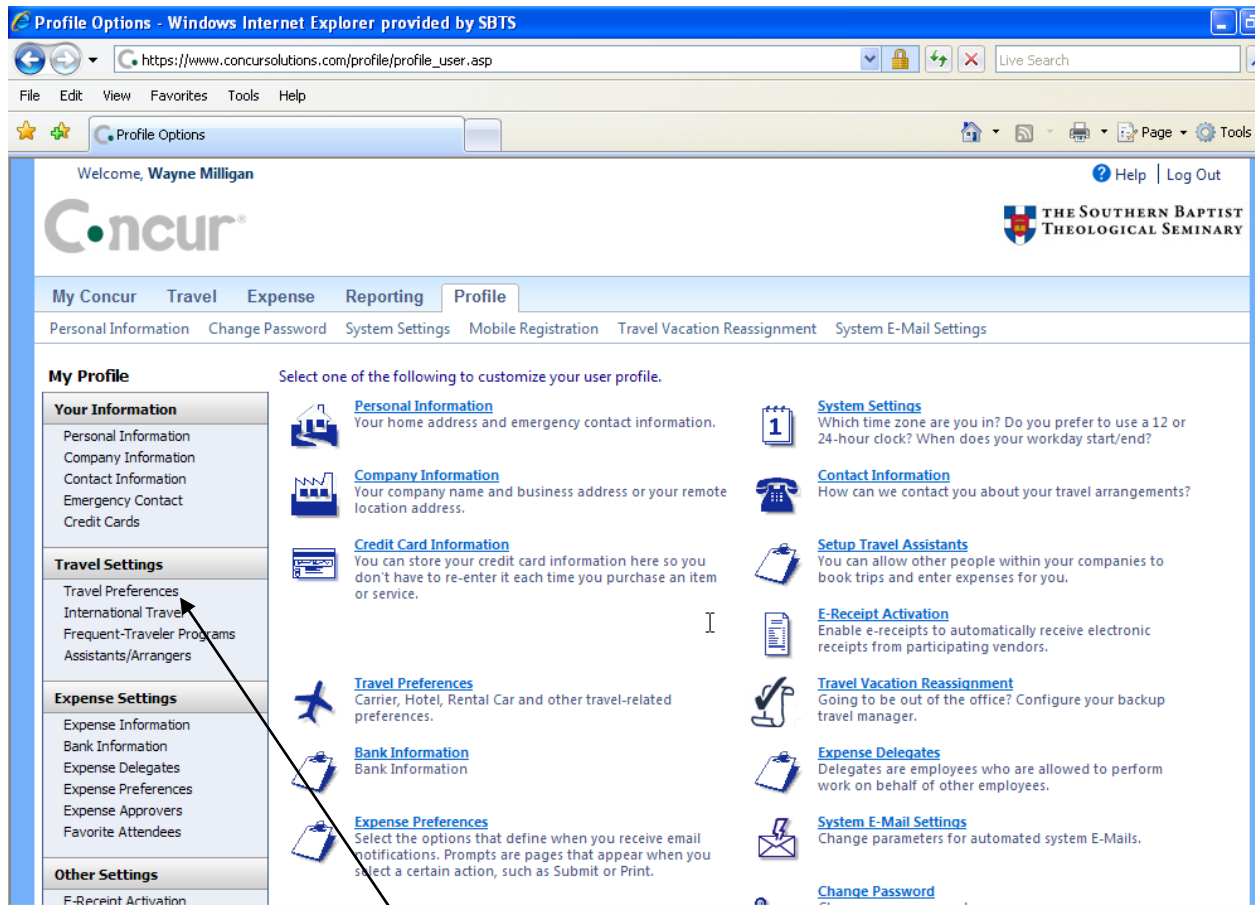 Profile Options - Windows Internet Explorer provided by SBTS
https://www.concursolutions.com/profile/profile_user.asp
Live Search
File Edit View Favorites Tools Help
Profile Options
Page Tools
Welcome, Wayne Milligan
Help | Log Out
Concur®
THE SOUTHERN BAPTIST
THEOLOGICAL SEMINARY
My Concur Travel Expense Reporting Profile
Personal Information Change Password System Settings Mobile Registration Travel Vacation Reassignment System E-Mail Settings
My Profile
Your Information
Personal Information
Company Information
Contact Information
Emergency Contact
Credit Cards
Travel Settings
Travel Preferences
International Travel
Frequent-Traveler Programs
Assistants/Arrangers
Expense Settings
Expense Information
Bank Information
Expense Delegates
Expense Preferences
Expense Approvers
Favorite Attendees
Other Settings
E-Receipt Activation
Select one of the following to customize your user profile.
Personal Information
Your home address and emergency contact information.
Company Information
Your company name and business address or your remote
location address.
Credit Card Information
You can store your credit card information here so you
don't have to re-enter it each time you purchase an item
or service.
Travel Preferences
Carrier, Hotel, Rental Car and other travel-related
preferences.
Bank Information
Bank Information
Expense Preferences
Select the options that define when you receive email
notifications. Prompts are pages that appear when you
select a certain action, such as Submit or Print.
1
System Settings
Which time zone are you in? Do you prefer to use a 12 or
24-hour clock? When does your workday start/end?
Contact Information
How can we contact you about your travel arrangements?
Setup Travel Assistants
You can allow other people within your companies to
book trips and enter expenses for you.
E-Receipt Activation
Enable e-receipts to automatically receive electronic
receipts from participating vendors.
Travel Vacation Reassignment
Going to be out of the office? Configure your backup
travel manager.
Expense Delegates
Delegates are employees who are allowed to perform
work on behalf of other employees.
System E-Mail Settings
Change parameters for automated system E-Mails.
Change Password